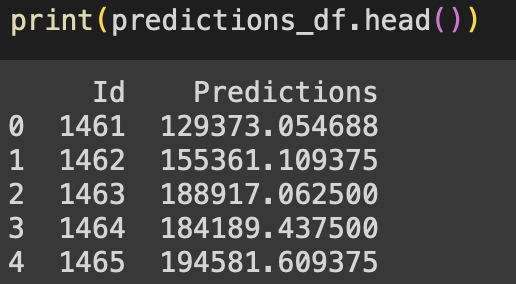 print(predictions_df.head())
Id Predictions
0 1461 129373.054688
1 1462 155361.109375
2 1463 188917.062500
3 1464 184189.437500
4 1465 194581.609375